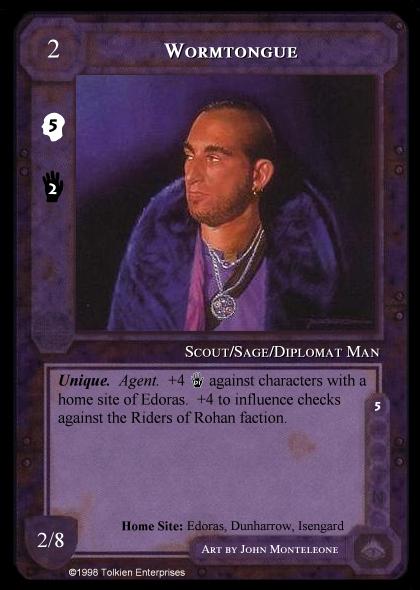 2
WORMTONGUE
5
2
SCOUT/SAGE/DIPLOMAT MAN
Unique. Agent. +4 DI against characters with a
home site of Edoras. +4 to influence checks
against the Riders of Rohan faction.
5
Home Site: Edoras, Dunharrow, Isengard
2/8
ART BY JOHN MONTELEONE
©1998 Tolkien Enterprises